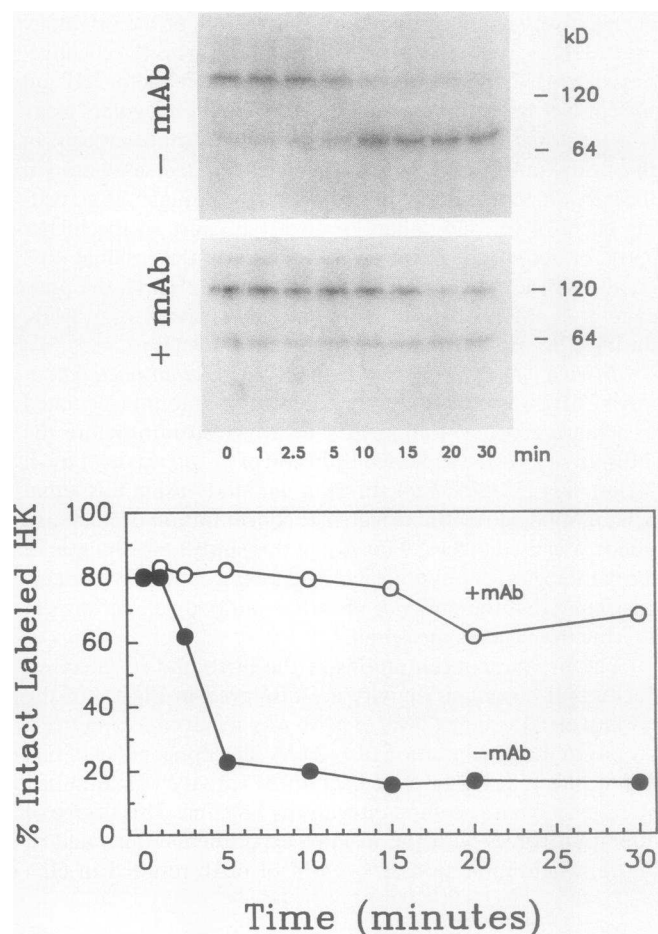 kD
− mAb
− 120
− 64
+ mAb
− 120
− 64
0 1 2.5 5 10 15 20 30 min
% Intact Labeled HK
100
80
60
40
20
0
+mAb
−mAb
0 5 10 15 20 25 30
Time (minutes)